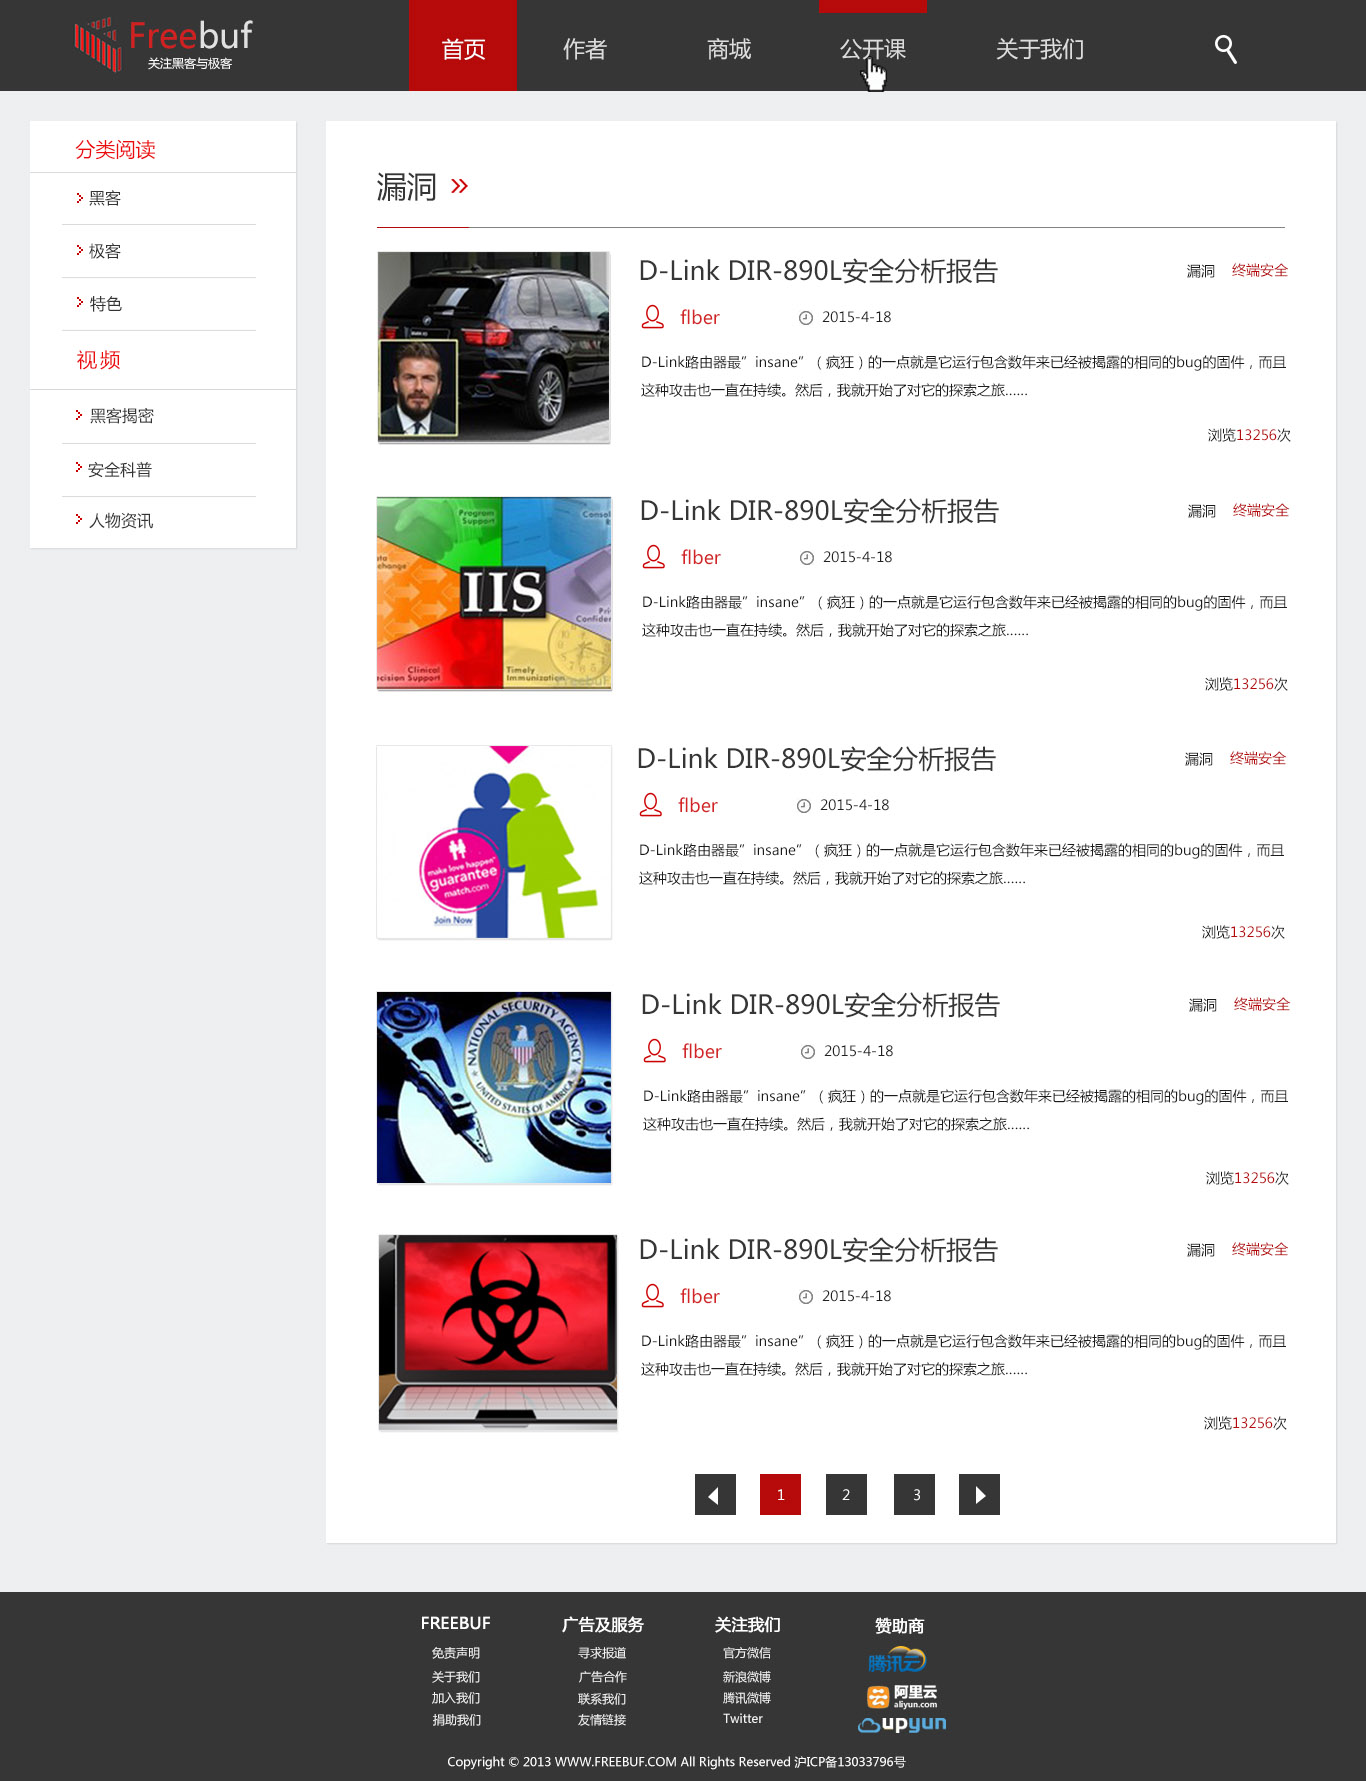 Freebuf
关注黑客与极客
首页 作者 商城 公开课 关于我们
分类阅读
黑客
极客
特色
视频
黑客揭密
安全科普
人物资讯
漏洞 »
D-Link DIR-890L安全分析报告 漏洞 终端安全
flber 2015-4-18
D-Link路由器最”insane”（疯狂）的一点就是它运行包含数年来已经被揭露的相同的bug的固件，而且
这种攻击也一直在持续。然后，我就开始了对它的探索之旅......
浏览13256次
Program
Support
IIS
Clinical
Timely
Immunization
FreebuF
D-Link DIR-890L安全分析报告 漏洞 终端安全
flber 2015-4-18
D-Link路由器最”insane”（疯狂）的一点就是它运行包含数年来已经被揭露的相同的bug的固件，而且
这种攻击也一直在持续。然后，我就开始了对它的探索之旅......
浏览13256次
make love happen
guarantee
match.com
Join Now
D-Link DIR-890L安全分析报告 漏洞 终端安全
flber 2015-4-18
D-Link路由器最”insane”（疯狂）的一点就是它运行包含数年来已经被揭露的相同的bug的固件，而且
这种攻击也一直在持续。然后，我就开始了对它的探索之旅......
浏览13256次
NATIONAL SECURITY AGENCY
UNITED STATES OF AMERICA
D-Link DIR-890L安全分析报告 漏洞 终端安全
flber 2015-4-18
D-Link路由器最”insane”（疯狂）的一点就是它运行包含数年来已经被揭露的相同的bug的固件，而且
这种攻击也一直在持续。然后，我就开始了对它的探索之旅......
浏览13256次
D-Link DIR-890L安全分析报告 漏洞 终端安全
flber 2015-4-18
D-Link路由器最”insane”（疯狂）的一点就是它运行包含数年来已经被揭露的相同的bug的固件，而且
这种攻击也一直在持续。然后，我就开始了对它的探索之旅......
浏览13256次
1 2 3
FREEBUF 广告及服务 关注我们 赞助商
免责声明 寻求报道 官方微信 腾讯云
关于我们 广告合作 新浪微博 阿里云
aliyun.com
加入我们 联系我们 腾讯微博 upyun
捐助我们 友情链接 Twitter
Copyright © 2013 WWW.FREEBUF.COM All Rights Reserved 沪ICP备13033796号